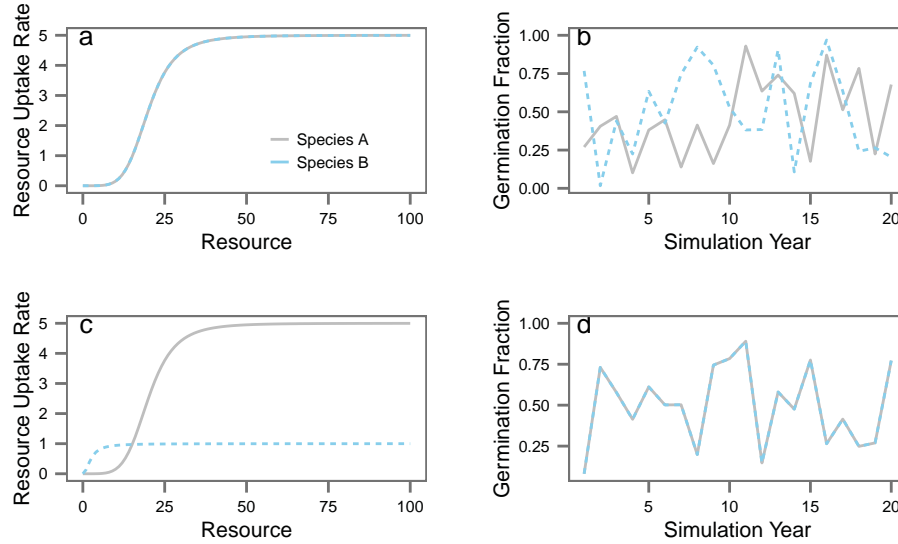 a
5
4
3
2
1
0
Resource Uptake Rate
Species A
Species B
0 25 50 75 100
Resource
b
1.00
0.75
0.50
0.25
0.00
Germination Fraction
5 10 15 20
Simulation Year
c
5
4
3
2
1
0
Resource Uptake Rate
0 25 50 75 100
Resource
d
1.00
0.75
0.50
0.25
Germination Fraction
5 10 15 20
Simulation Year